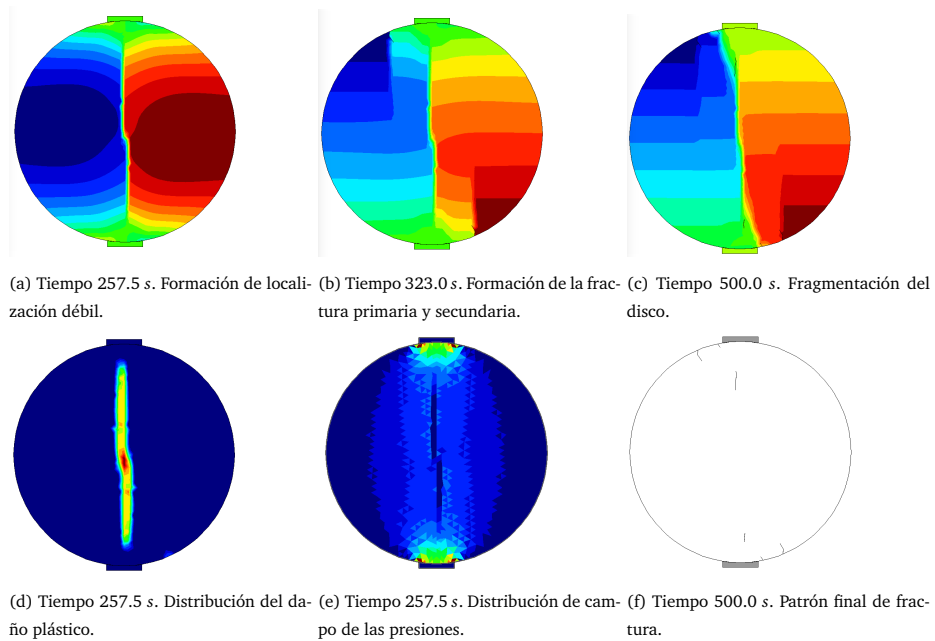 (a) Tiempo 257.5 s. Formación de locali-
zación débil.
(b) Tiempo 323.0 s. Formación de la frac-
tura primaria y secundaria.
(c) Tiempo 500.0 s. Fragmentación del
disco.
(d) Tiempo 257.5 s. Distribución del da-
ño plástico.
(e) Tiempo 257.5 s. Distribución de cam-
po de las presiones.
(f) Tiempo 500.0 s. Patrón final de frac-
tura.